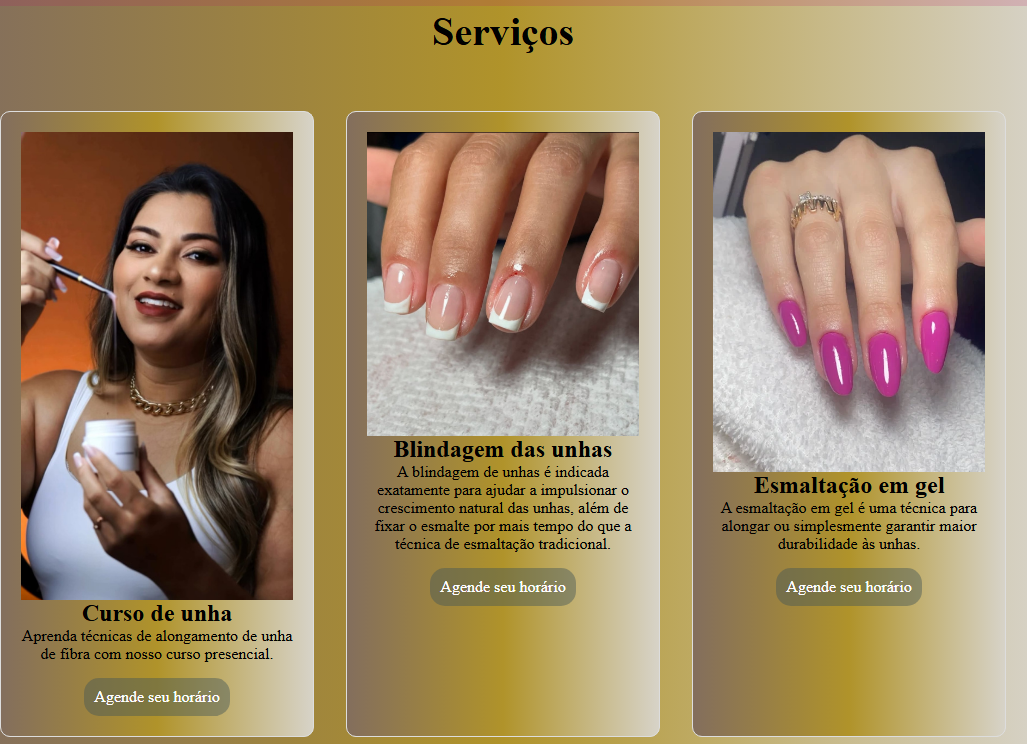 Serviços
Curso de unha
Aprenda técnicas de alongamento de unha
de fibra com nosso curso presencial.
Agende seu horário
Blindagem das unhas
A blindagem de unhas é indicada
exatamente para ajudar a impulsionar o
crescimento natural das unhas, além de
fixar o esmalte por mais tempo do que a
técnica de esmaltação tradicional.
Agende seu horário
Esmaltação em gel
A esmaltação em gel é uma técnica para
alongar ou simplesmente garantir maior
durabilidade às unhas.
Agende seu horário